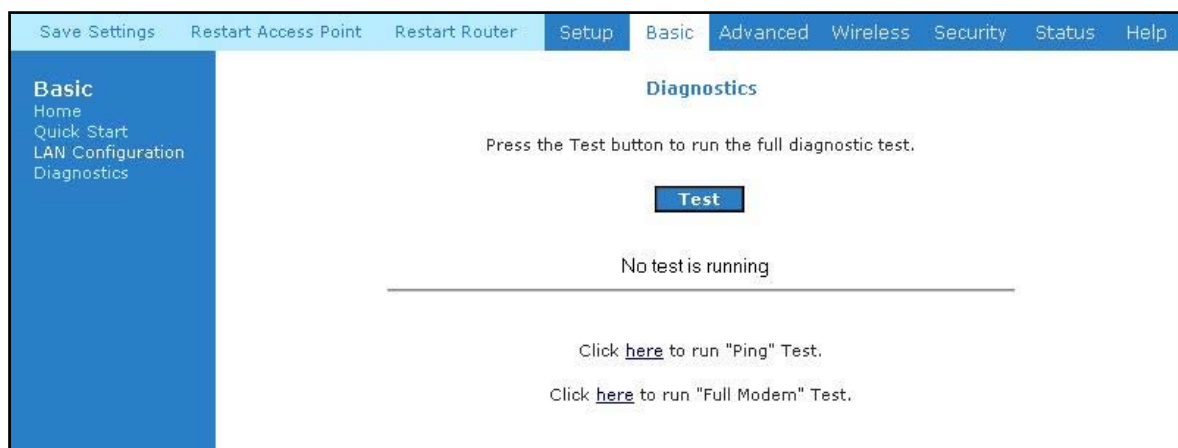 Save Settings Restart Access Point Restart Router Setup Basic Advanced Wireless Security Status Help
Basic
Home
Quick Start
LAN Configuration
Diagnostics
Diagnostics
Press the Test button to run the full diagnostic test.
Test
No test is running
Click here to run "Ping" Test.
Click here to run "Full Modem" Test.